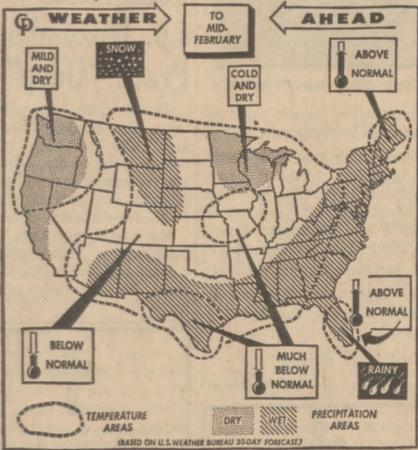 CP WEATHER
TO
MID-
FEBRUARY
AHEAD
MILD
AND
DRY
SNOW
COLD
AND
DRY
ABOVE
NORMAL
ABOVE
NORMAL
BELOW
NORMAL
MUCH
BELOW
NORMAL
RAINY
TEMPERATURE
AREAS
DRY
WET
PRECIPITATION
AREAS
(BASED ON U.S. WEATHER BUREAU 30-DAY FORECAST.)